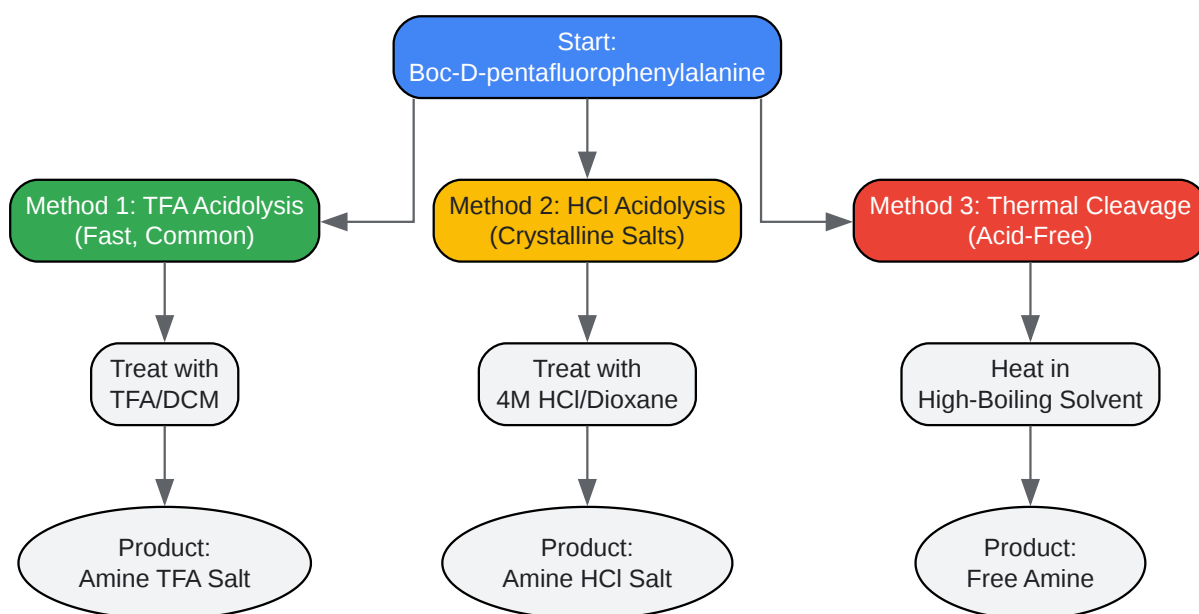 Start:
Boc-D-pentafluorophenylalanine
Method 1: TFA Acidolysis
(Fast, Common)
Method 2: HCl Acidolysis
(Crystalline Salts)
Method 3: Thermal Cleavage
(Acid-Free)
Treat with
TFA/DCM
Treat with
4M HCl/Dioxane
Heat in
High-Boiling Solvent
Product:
Amine TFA Salt
Product:
Amine HCl Salt
Product:
Free Amine